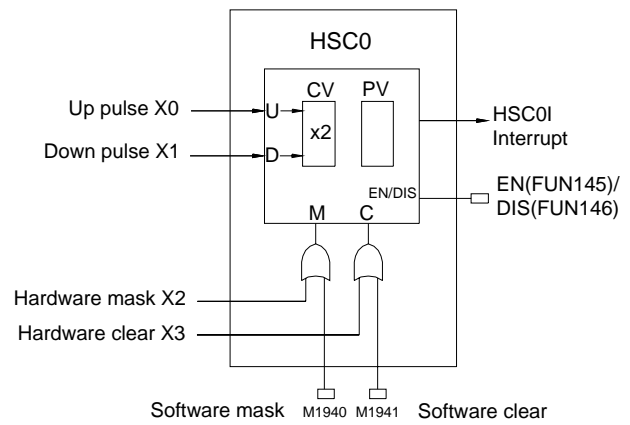 HSC0
CV PV
Up pulse X0
U
x2
HSC0I
Interrupt
Down pulse X1
D
EN/DIS
EN(FUN145)/
DIS(FUN146)
M C
Hardware mask X2
Hardware clear X3
Software mask M1940 M1941 Software clear